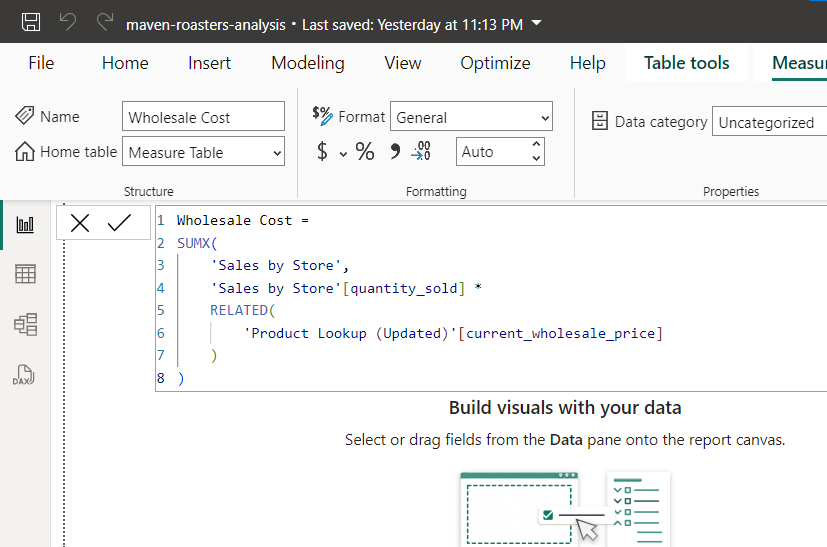 maven-roasters-analysis • Last saved: Yesterday at 11:13 PM
File Home Insert Modeling View Optimize Help Table tools Measur
Name Wholesale Cost $% Format General Data category Uncategorized
Home table Measure Table $ % , .00 Auto
Structure Formatting Properties
1 Wholesale Cost =
2 SUMX(
3 'Sales by Store',
4 'Sales by Store'[quantity_sold] *
5 RELATED(
6 'Product Lookup (Updated)'[current_wholesale_price]
7 )
8 )
DAX
Build visuals with your data
Select or drag fields from the Data pane onto the report canvas.